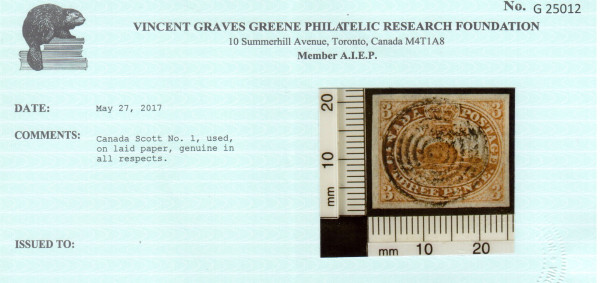 No. G 25012
VINCENT GRAVES GREENE PHILATELIC RESEARCH FOUNDATION
10 Summerhill Avenue, Toronto, Canada M4T1A8
Member A.I.E.P.
DATE: May 27, 2017
COMMENTS: Canada Scott No. 1, used,
on laid paper, genuine in
all respects.
ISSUED TO:
mm 10 20
3 CANADA POSTAGE 3
3 THREE PENCE 3
mm 10 20